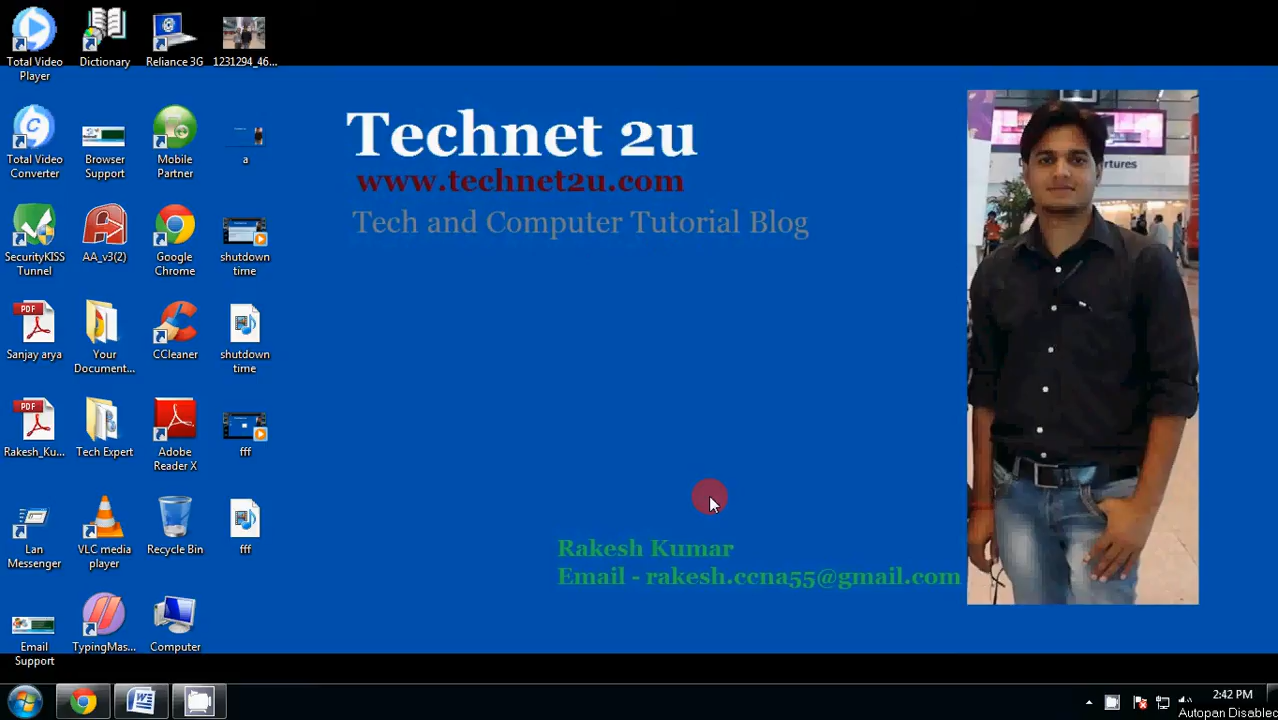 Total Video
Player
Dictionary
Reliance 3G
1231294_46...
Total Video
Converter
Browser
Support
Mobile
Partner
a
SecurityKISS
Tunnel
AA_v3(2)
Google
Chrome
shutdown
time
Sanjay arya
Your
Document...
CCleaner
shutdown
time
Rakesh_Ku...
Tech Expert
Adobe
Reader X
fff
Lan
Messenger
VLC media
player
Recycle Bin
fff
Email
Support
TypingMas...
Computer
Technet 2u
www.technet2u.com
Tech and Computer Tutorial Blog
Rakesh Kumar
Email - rakesh.ccna55@gmail.com
2:42 PM
Autopan Disabled